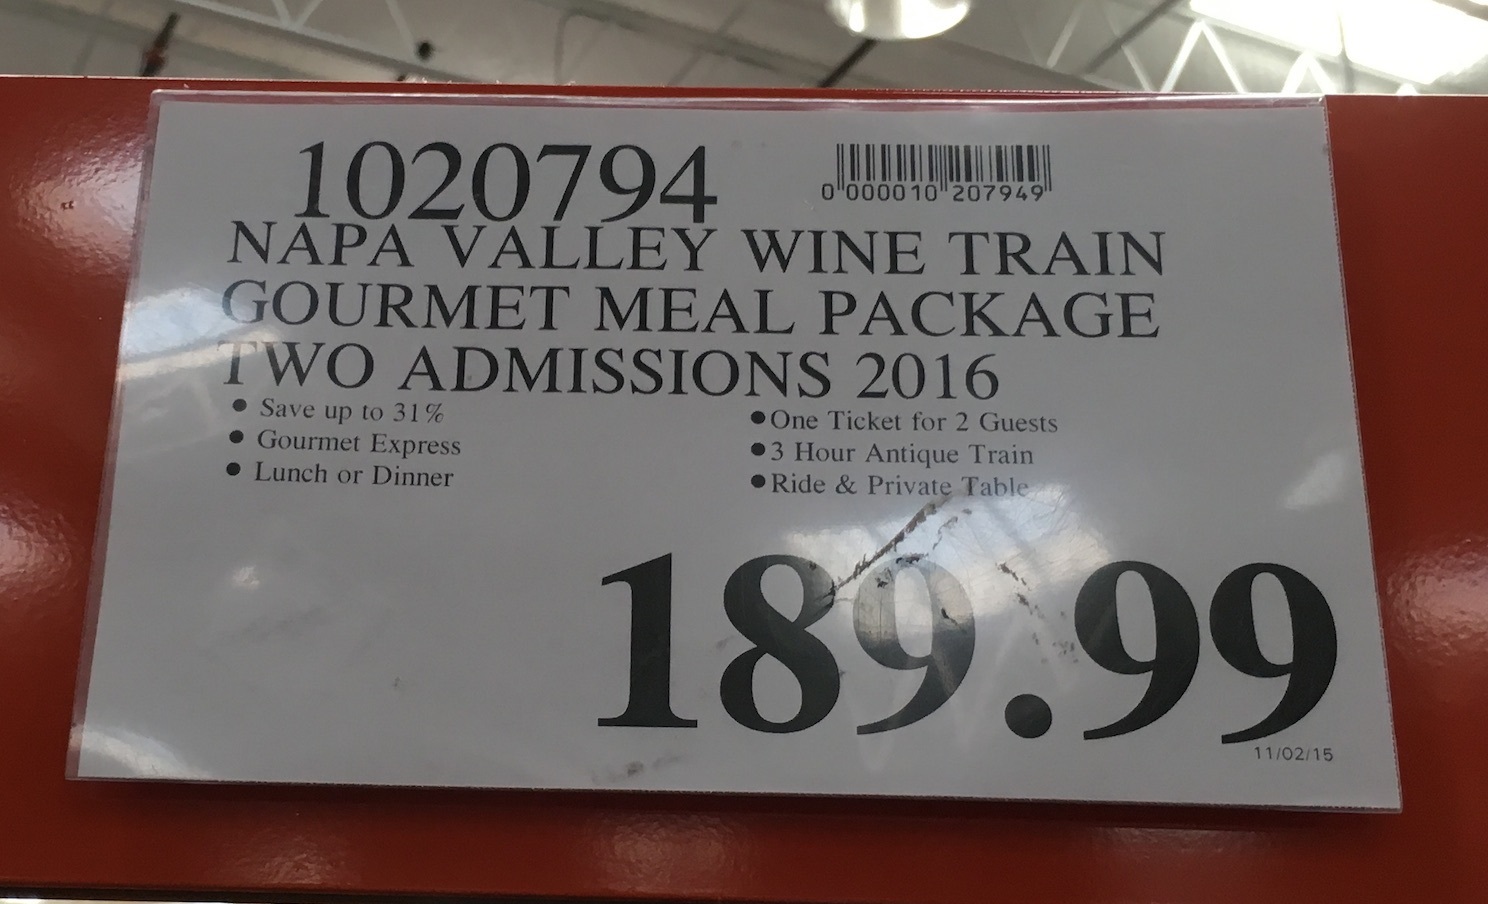 1020794
0 000010 207949
NAPA VALLEY WINE TRAIN
GOURMET MEAL PACKAGE
TWO ADMISSIONS 2016
● Save up to 31%
● Gourmet Express
● Lunch or Dinner
● One Ticket for 2 Guests
● 3 Hour Antique Train
● Ride & Private Table
189.99
11/02/15